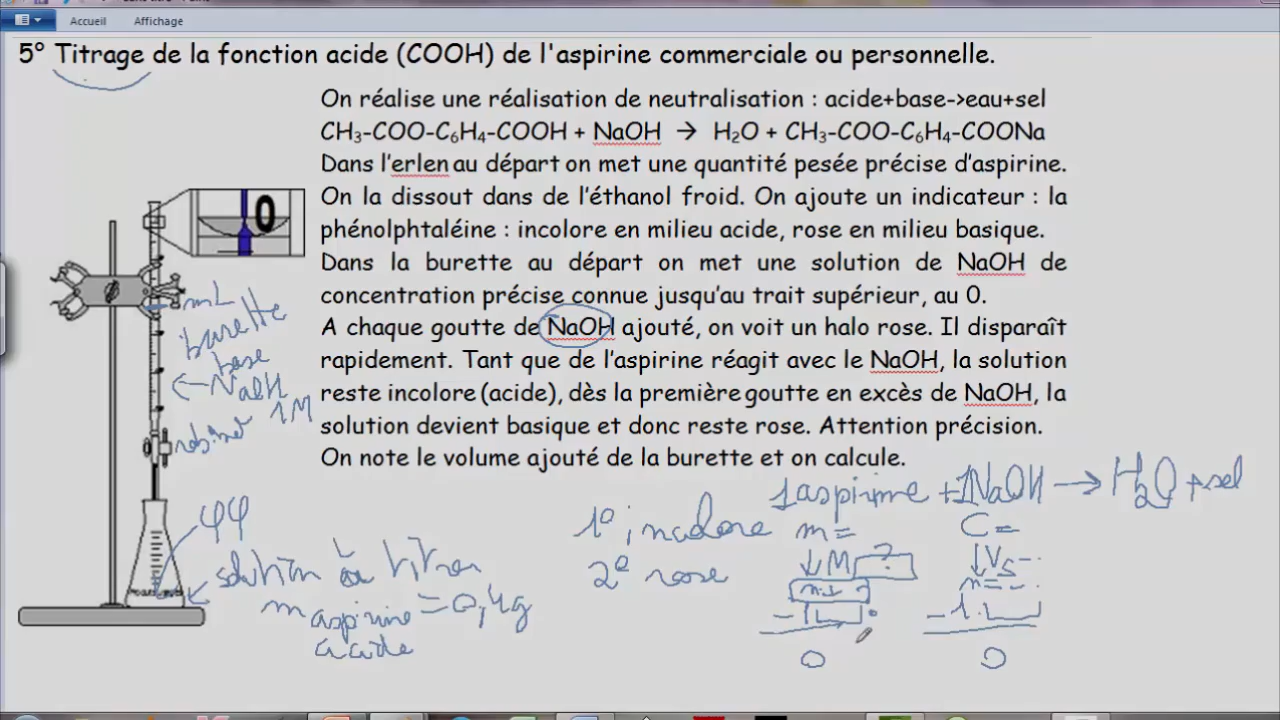 Accueil Affichage
5° Titrage de la fonction acide (COOH) de l'aspirine commerciale ou personnelle.
On réalise une réalisation de neutralisation : acide+base->eau+sel
CH3-COO-C6H4-COOH + NaOH → H2O + CH3-COO-C6H4-COONa
Dans l'erlen au départ on met une quantité pesée précise d'aspirine.
On la dissout dans de l'éthanol froid. On ajoute un indicateur : la
phénolphtaléine : incolore en milieu acide, rose en milieu basique.
Dans la burette au départ on met une solution de NaOH de
concentration précise connue jusqu'au trait supérieur, au 0.
A chaque goutte de NaOH ajouté, on voit un halo rose. Il disparaît
rapidement. Tant que de l'aspirine réagit avec le NaOH, la solution
reste incolore (acide), dès la première goutte en excès de NaOH, la
solution devient basique et donc reste rose. Attention précision.
On note le volume ajouté de la burette et on calcule.
0
mL
burette
base
NaOH
1M
robinet
φφ
solution à titrer
m aspirine = 0,4g
acide
1° incolore
2° rose
1aspirine +1NaOH → H2O + sel
m= C=
↓M ? ↓Vs
n= n=
-1 -1
0 0